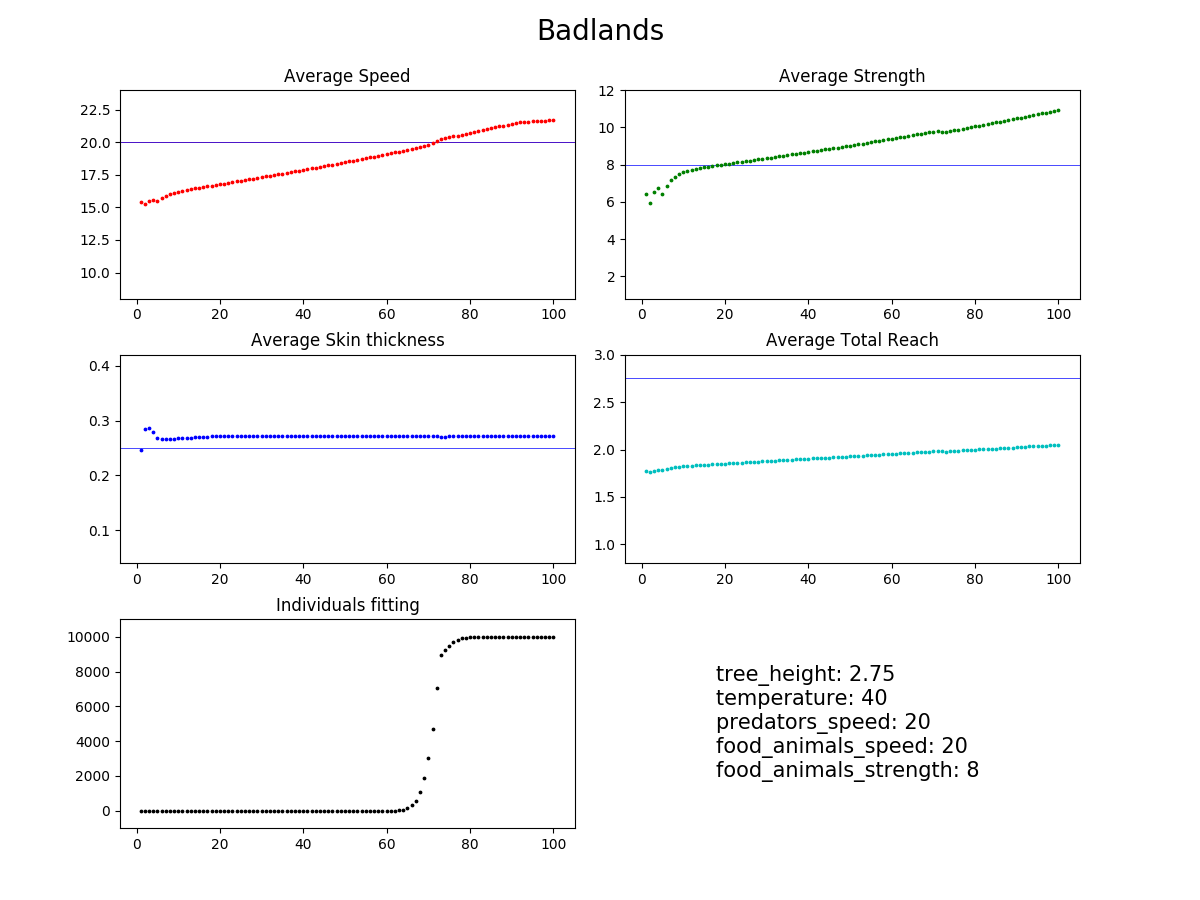 Badlands
Average Speed
22.5
20.0
17.5
15.0
12.5
10.0
0 20 40 60 80 100
Average Strength
12
10
8
6
4
2
0 20 40 60 80 100
Average Skin thickness
0.4
0.3
0.2
0.1
0 20 40 60 80 100
Average Total Reach
3.0
2.5
2.0
1.5
1.0
0 20 40 60 80 100
Individuals fitting
10000
8000
6000
4000
2000
0
0 20 40 60 80 100
tree_height: 2.75
temperature: 40
predators_speed: 20
food_animals_speed: 20
food_animals_strength: 8